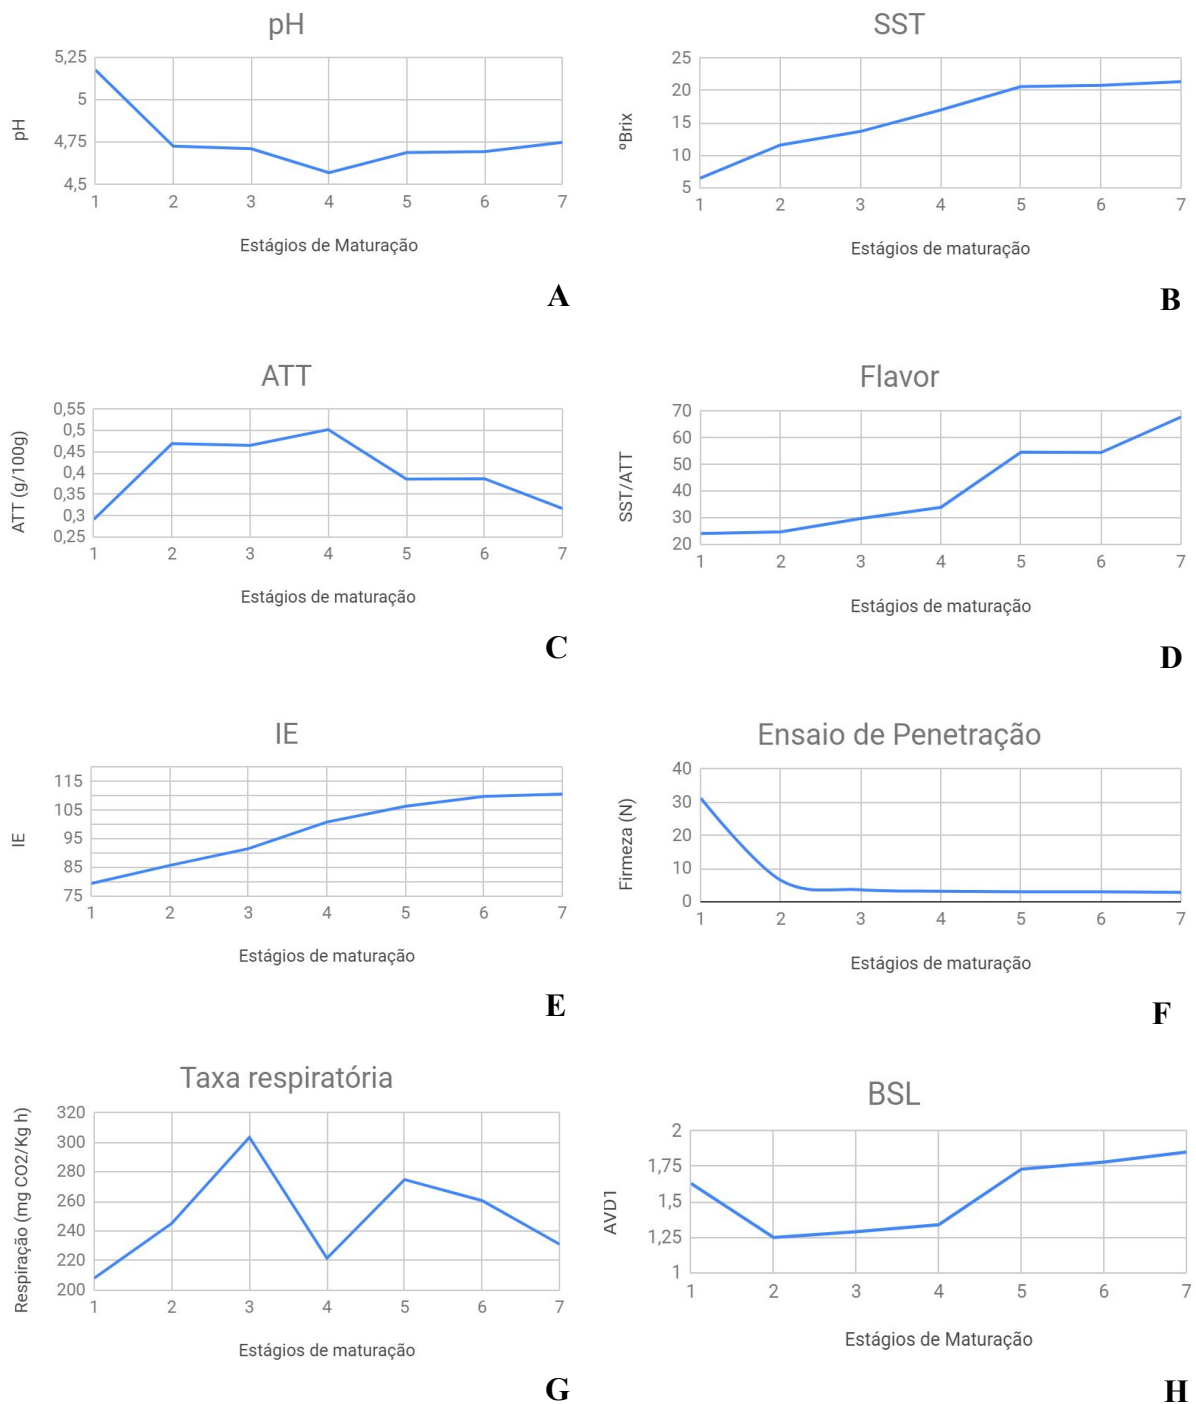 pH
5,25
5
4,75
4,5
pH
1 2 3 4 5 6 7
Estágios de Maturação
A
SST
25
20
15
10
5
ºBrix
1 2 3 4 5 6 7
Estágios de maturação
B
ATT
0,55
0,5
0,45
0,4
0,35
0,3
0,25
ATT (g/100g)
1 2 3 4 5 6 7
Estágios de maturação
C
Flavor
70
60
50
40
30
20
SST/ATT
1 2 3 4 5 6 7
Estágios de maturação
D
IE
115
105
95
85
75
IE
1 2 3 4 5 6 7
Estágios de maturação
E
Ensaio de Penetração
40
30
20
10
0
Firmeza (N)
1 2 3 4 5 6 7
Estágios de maturação
F
Taxa respiratória
320
300
280
260
240
220
200
Respiração (mg CO2/Kg h)
1 2 3 4 5 6 7
Estágios de maturação
G
BSL
2
1,75
1,5
1,25
1
AVD1
1 2 3 4 5 6 7
Estágios de Maturação
H